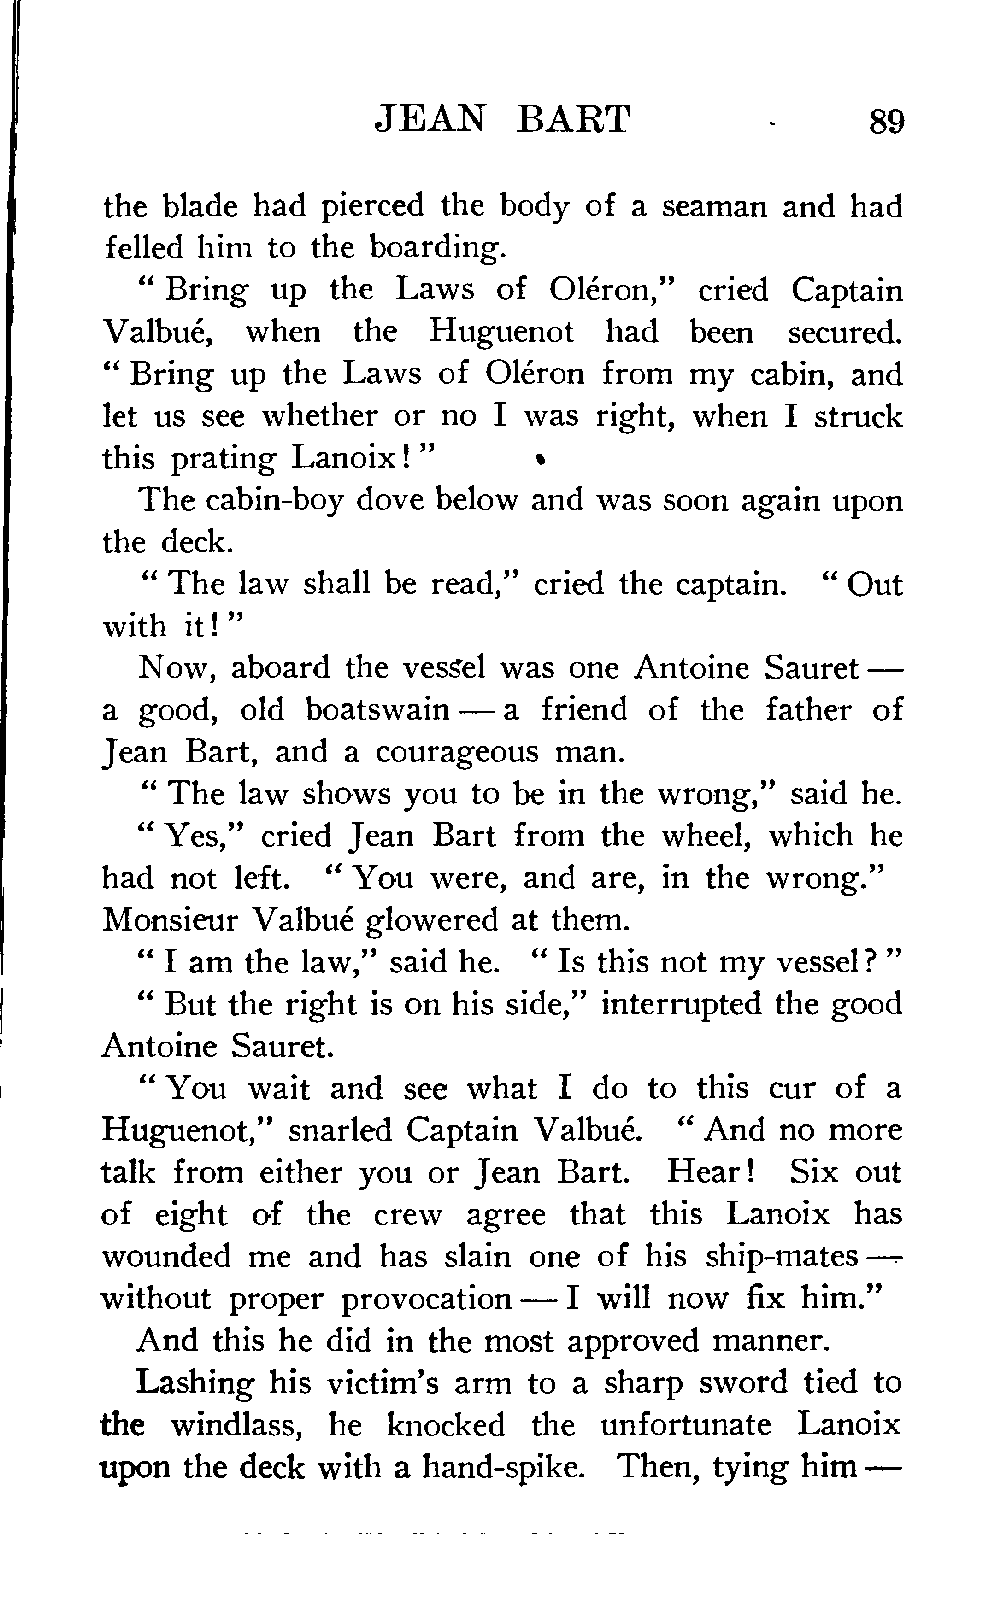 JEAN BART 89
the blade had pierced the body of a seaman and had
felled him to the boarding.
“ Bring up the Laws of Oléron,” cried Captain
Valbué, when the Huguenot had been secured.
“ Bring up the Laws of Oléron from my cabin, and
let us see whether or no I was right, when I struck
this prating Lanoix! ”
The cabin-boy dove below and was soon again upon
the deck.
“ The law shall be read,” cried the captain. “ Out
with it! ”
Now, aboard the vessel was one Antoine Sauret —
a good, old boatswain — a friend of the father of
Jean Bart, and a courageous man.
“ The law shows you to be in the wrong,” said he.
“ Yes,” cried Jean Bart from the wheel, which he
had not left. “ You were, and are, in the wrong.”
Monsieur Valbué glowered at them.
“ I am the law,” said he. “ Is this not my vessel? ”
“ But the right is on his side,” interrupted the good
Antoine Sauret.
“ You wait and see what I do to this cur of a
Huguenot,” snarled Captain Valbué. “ And no more
talk from either you or Jean Bart. Hear! Six out
of eight of the crew agree that this Lanoix has
wounded me and has slain one of his ship-mates —
without proper provocation — I will now fix him.”
And this he did in the most approved manner.
Lashing his victim’s arm to a sharp sword tied to
the windlass, he knocked the unfortunate Lanoix
upon the deck with a hand-spike. Then, tying him —